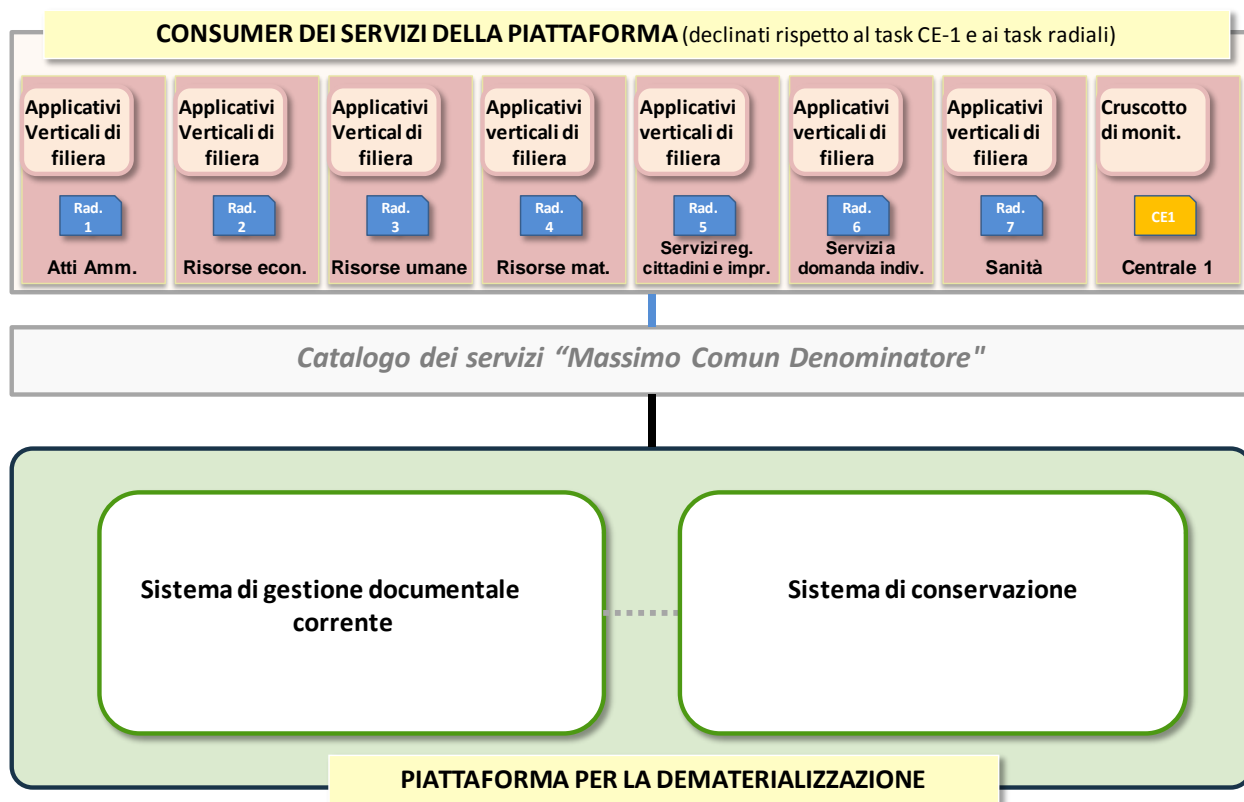 CONSUMER DEI SERVIZI DELLA PIATTAFORMA (declinati rispetto al task CE-1 e ai task radiali)
Applicativi
Verticali di
filiera
Rad.
1
Atti Amm.
Applicativi
Verticali di
filiera
Rad.
2
Risorse econ.
Applicativi
Vertical di
filiera
Rad.
3
Risorse umane
Applicativi
verticali di
filiera
Rad.
4
Risorse mat.
Applicativi
verticali di
filiera
Rad.
5
Servizi reg.
cittadini e impr.
Applicativi
verticali di
filiera
Rad.
6
Servizi a
domanda indiv.
Applicativi
verticali di
filiera
Rad.
7
Sanità
Cruscotto
di monit.
CE1
Centrale 1
Catalogo dei servizi “Massimo Comun Denominatore"
Sistema di gestione documentale
corrente
Sistema di conservazione
PIATTAFORMA PER LA DEMATERIALIZZAZIONE